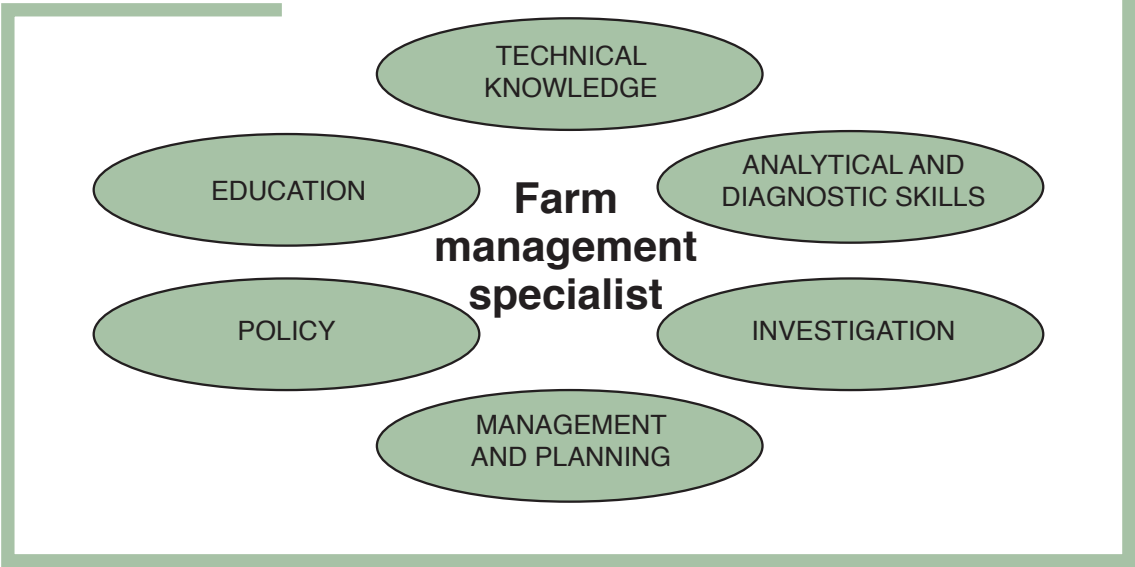 TECHNICAL
KNOWLEDGE
EDUCATION
ANALYTICAL AND
DIAGNOSTIC SKILLS
Farm
management
specialist
POLICY
INVESTIGATION
MANAGEMENT
AND PLANNING